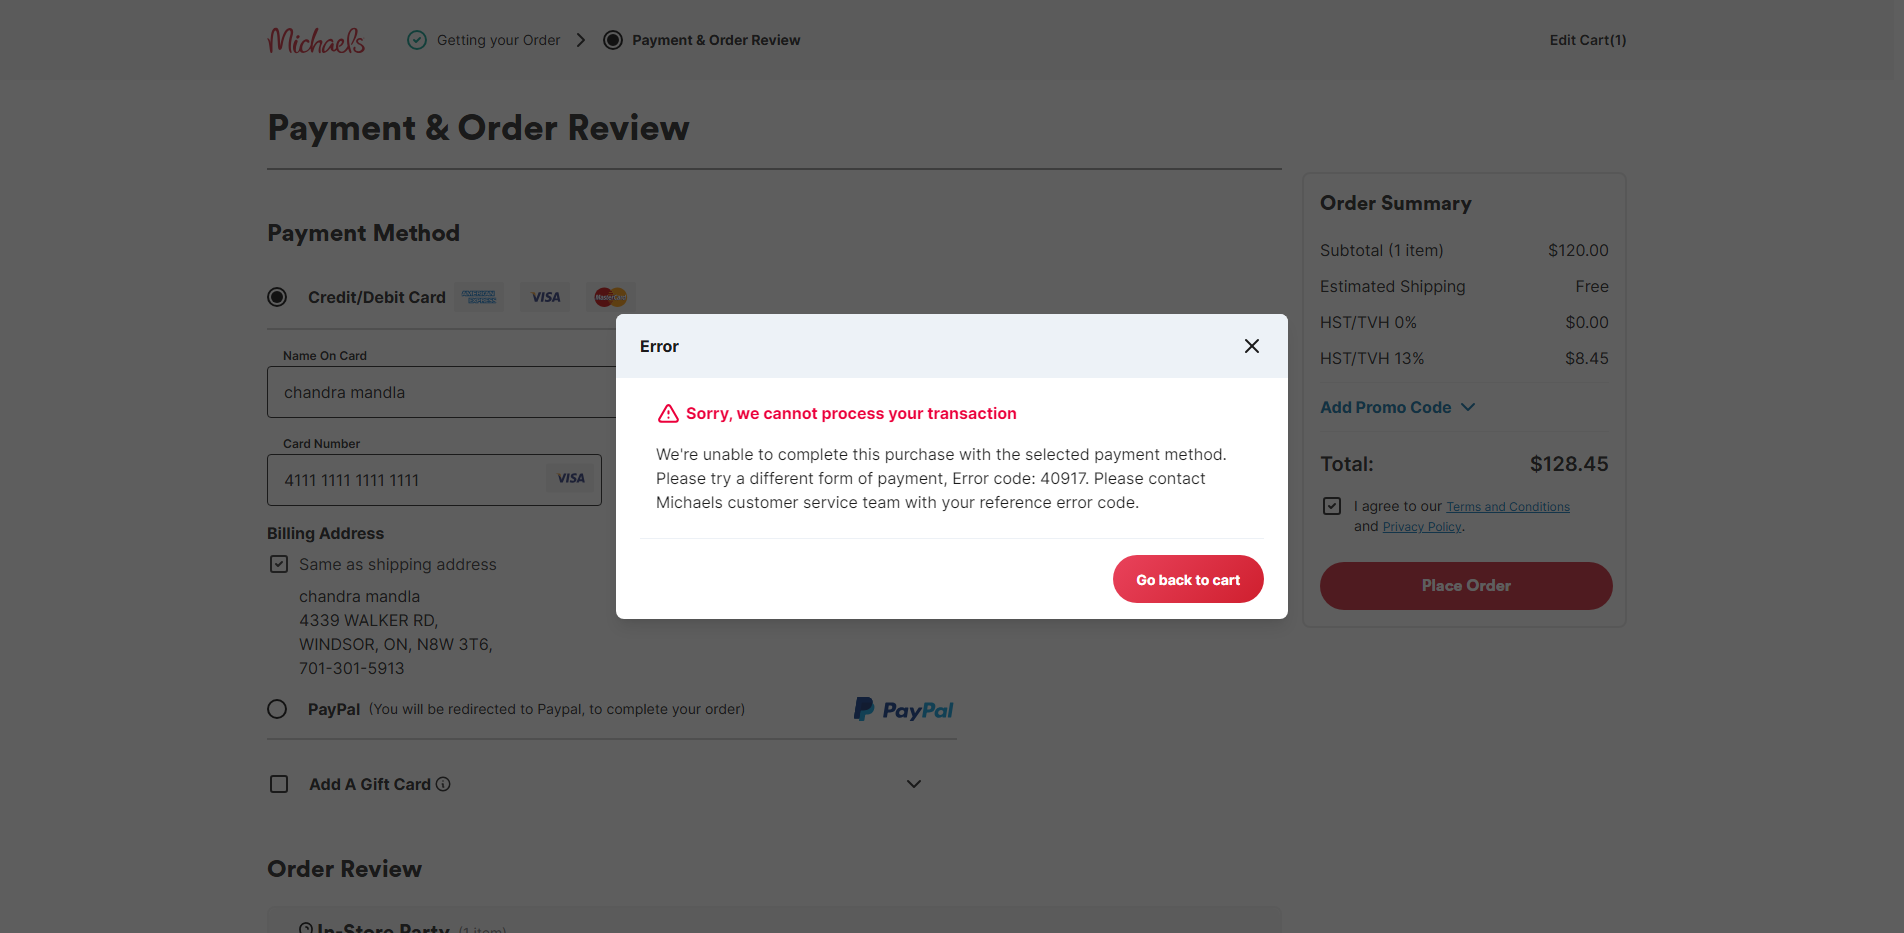 Michaels
Getting your Order
Payment & Order Review
Edit Cart(1)
Payment & Order Review
Payment Method
Credit/Debit Card
AMERICAN EXPRESS
VISA
MasterCard
Name On Card
chandra mandla
Card Number
4111 1111 1111 1111
VISA
Billing Address
Same as shipping address
chandra mandla
4339 WALKER RD,
WINDSOR, ON, N8W 3T6,
701-301-5913
PayPal (You will be redirected to Paypal, to complete your order)
PayPal
Add A Gift Card
Order Review
In-Store Party (1 item)
Error
Sorry, we cannot process your transaction
We're unable to complete this purchase with the selected payment method.
Please try a different form of payment, Error code: 40917. Please contact
Michaels customer service team with your reference error code.
Go back to cart
Order Summary
Subtotal (1 item) $120.00
Estimated Shipping Free
HST/TVH 0% $0.00
HST/TVH 13% $8.45
Add Promo Code
Total: $128.45
I agree to our Terms and Conditions
and Privacy Policy.
Place Order